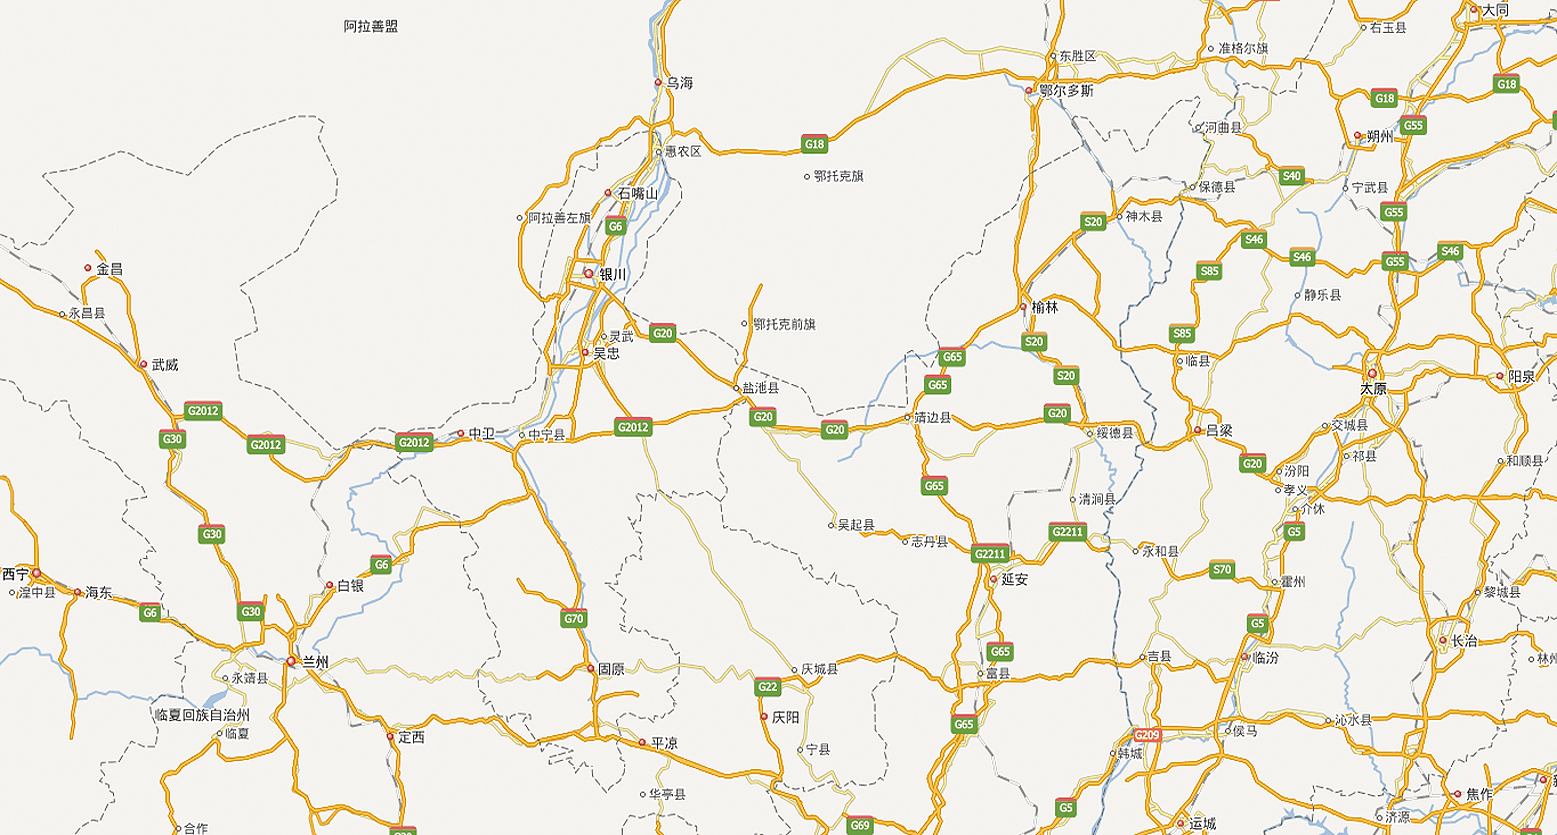 阿拉善盟
大同
右玉县
准格尔旗
东胜区
乌海
G18
鄂尔多斯
G18
河曲县
G55
朔州
G18
惠农区
鄂托克旗
S40
石嘴山
保德县
宁武县
阿拉善左旗
G6
S20
神木县
G55
S46
S46
S46
G55
金昌
银川
S85
静乐县
永昌县
榆林
鄂托克前旗
灵武
G20
S85
S20
吴忠
G65
临县
武威
S20
太原
阳泉
G65
盐池县
G2012
G20
G20
靖边县
G20
G2012
交城县
G30
G2012
G2012
中卫
中宁县
绥德县
吕梁
祁县
和顺县
G20
汾阳
G65
孝义
清涧县
介休
吴起县
G30
志丹县
G2211
G5
G2211
永和县
G6
西宁
延安
S70
霍州
湟中县
海东
白银
黎城县
G6
G30
G70
G5
长治
G65
兰州
固原
庆城县
吉县
临汾
林州
永靖县
富县
G22
临夏回族自治州
庆阳
G65
沁水县
临夏
定西
平凉
宁县
G209
侯马
韩城
华亭县
焦作
G5
合作
G69
运城
济源